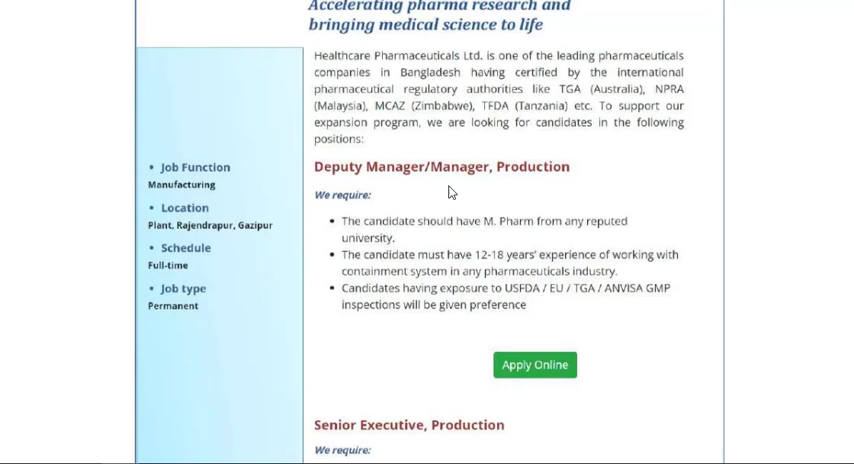 Accelerating pharma research and
bringing medical science to life
Healthcare Pharmaceuticals Ltd. is one of the leading pharmaceuticals
companies in Bangladesh having certified by the international
pharmaceutical regulatory authorities like TGA (Australia), NPRA
(Malaysia), MCAZ (Zimbabwe), TFDA (Tanzania) etc. To support our
expansion program, we are looking for candidates in the following
positions:
• Job Function
Manufacturing
• Location
Plant, Rajendrapur, Gazipur
• Schedule
Full-time
• Job type
Permanent
Deputy Manager/Manager, Production
We require:
• The candidate should have M. Pharm from any reputed
university.
• The candidate must have 12-18 years’ experience of working with
containment system in any pharmaceuticals industry.
• Candidates having exposure to USFDA / EU / TGA / ANVISA GMP
inspections will be given preference
Apply Online
Senior Executive, Production
We require: